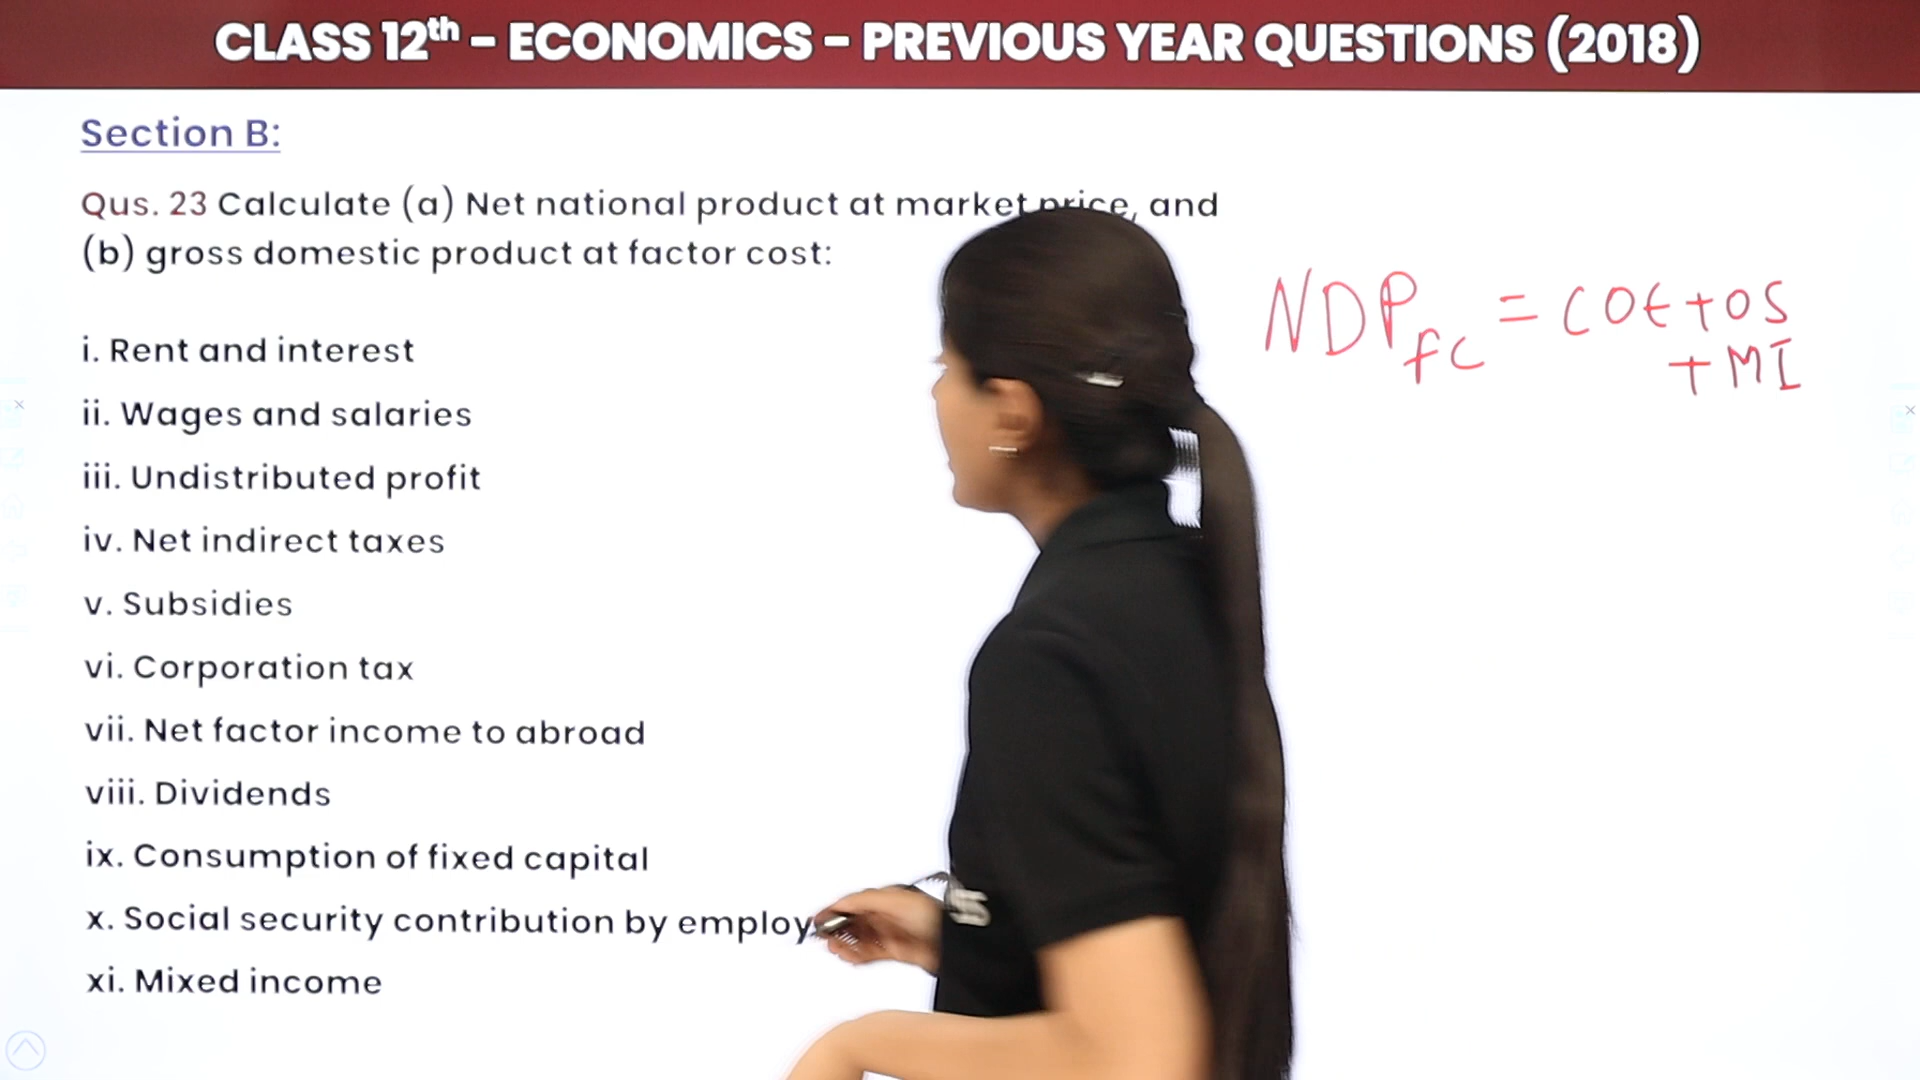 CLASS 12th - ECONOMICS - PREVIOUS YEAR QUESTIONS (2018)
Section B:
Qus. 23 Calculate (a) Net national product at market price, and
(b) gross domestic product at factor cost:
NDPFC = COE + OS
+ MI
i. Rent and interest
ii. Wages and salaries
iii. Undistributed profit
iv. Net indirect taxes
v. Subsidies
vi. Corporation tax
vii. Net factor income to abroad
viii. Dividends
ix. Consumption of fixed capital
x. Social security contribution by employ
xi. Mixed income